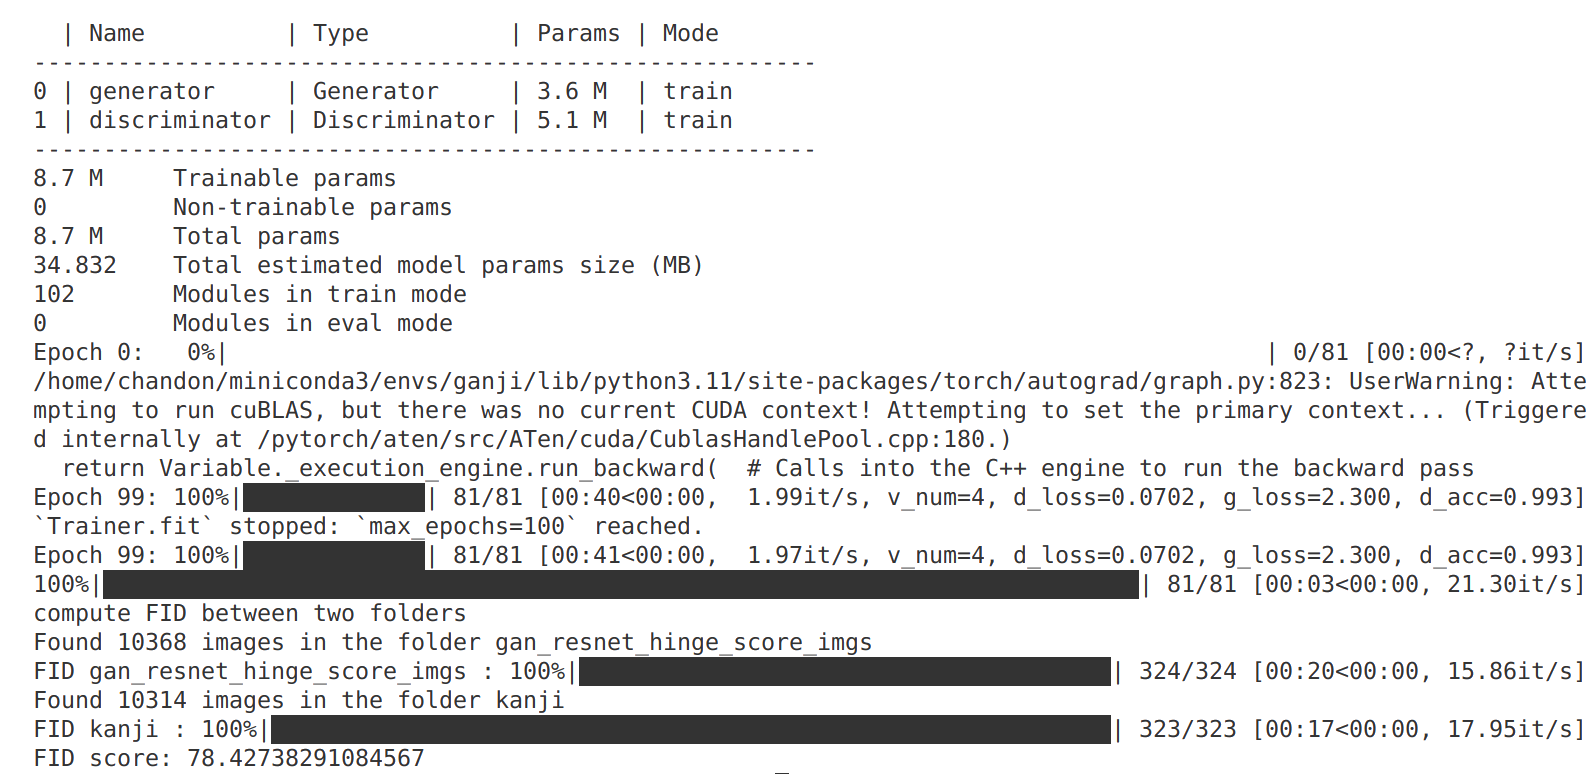 | Name          | Type          | Params | Mode
--------------------------------------------------------
0 | generator     | Generator     | 3.6 M  | train
1 | discriminator | Discriminator | 5.1 M  | train
--------------------------------------------------------
8.7 M     Trainable params
0         Non-trainable params
8.7 M     Total params
34.832    Total estimated model params size (MB)
102       Modules in train mode
0         Modules in eval mode
Epoch 0:   0%|                                                                          | 0/81 [00:00<?, ?it/s]
/home/chandon/miniconda3/envs/ganji/lib/python3.11/site-packages/torch/autograd/graph.py:823: UserWarning: Atte
mpting to run cuBLAS, but there was no current CUDA context! Attempting to set the primary context... (Triggere
d internally at /pytorch/aten/src/ATen/cuda/CublasHandlePool.cpp:180.)
  return Variable._execution_engine.run_backward(  # Calls into the C++ engine to run the backward pass
Epoch 99: 100%|█████████████| 81/81 [00:40<00:00,  1.99it/s, v_num=4, d_loss=0.0702, g_loss=2.300, d_acc=0.993]
`Trainer.fit` stopped: `max_epochs=100` reached.
Epoch 99: 100%|█████████████| 81/81 [00:41<00:00,  1.97it/s, v_num=4, d_loss=0.0702, g_loss=2.300, d_acc=0.993]
100%|██████████████████████████████████████████████████████████████████████████| 81/81 [00:03<00:00, 21.30it/s]
compute FID between two folders
Found 10368 images in the folder gan_resnet_hinge_score_imgs
FID gan_resnet_hinge_score_imgs : 100%|██████████████████████████████████████| 324/324 [00:20<00:00, 15.86it/s]
Found 10314 images in the folder kanji
FID kanji : 100%|████████████████████████████████████████████████████████████| 323/323 [00:17<00:00, 17.95it/s]
FID score: 78.42738291084567